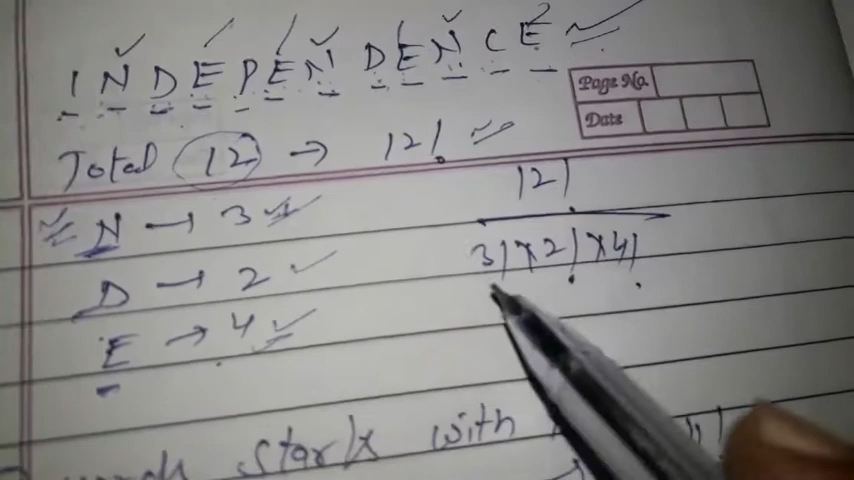 INDEPENDENCE
Page No.
Date
Total 12 → 12!
12!
N → 3
3! × 2! × 4!
D → 2
E → 4
starts with